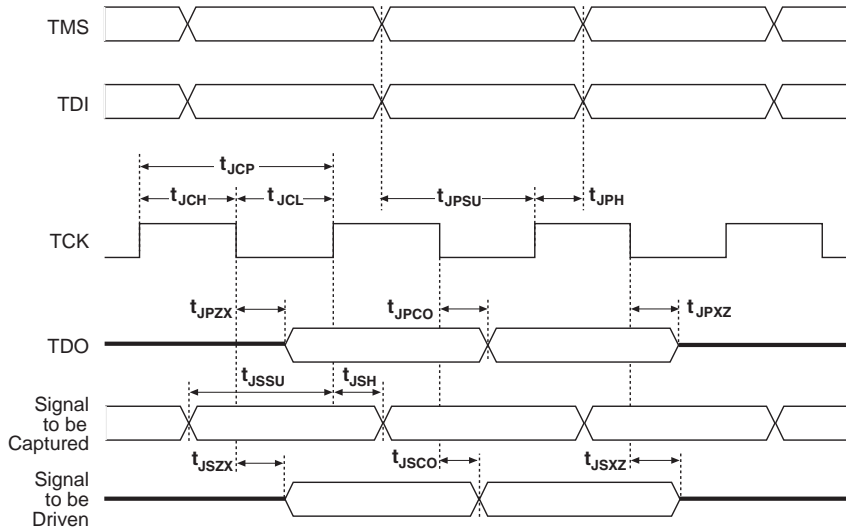 TMS
TDI
tJCP
tJCH tJCL tJPSU tJPH
TCK
tJPZX tJPCO tJPXZ
TDO
tJSSU tJSH
Signal
to be
Captured
tJSZX tJSCO tJSXZ
Signal
to be
Driven